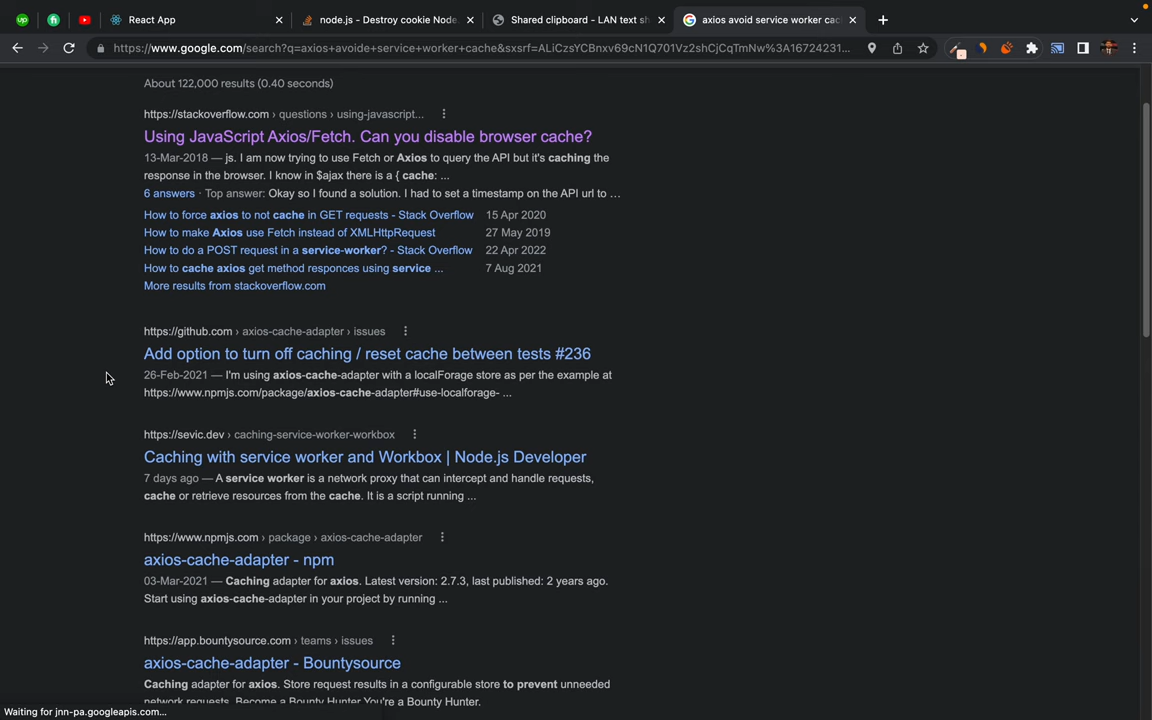 up
React App
node.js - Destroy cookie Node.
Shared clipboard - LAN text sh
axios avoid service worker cac
https://www.google.com/search?q=axios+avoide+service+worker+cache&sxsrf=ALiCzsYCBnxv69cN1Q701Vz2shCjCqTmNw%3A16724231...
About 122,000 results (0.40 seconds)
https://stackoverflow.com › questions › using-javascript...
Using JavaScript Axios/Fetch. Can you disable browser cache?
13-Mar-2018 — js. I am now trying to use Fetch or Axios to query the API but it's caching the
response in the browser. I know in $ajax there is a { cache: ...
6 answers · Top answer: Okay so I found a solution. I had to set a timestamp on the API url to ...
How to force axios to not cache in GET requests - Stack Overflow 15 Apr 2020
How to make Axios use Fetch instead of XMLHttpRequest 27 May 2019
How to do a POST request in a service-worker? - Stack Overflow 22 Apr 2022
How to cache axios get method responces using service ... 7 Aug 2021
More results from stackoverflow.com
https://github.com › axios-cache-adapter › issues
Add option to turn off caching / reset cache between tests #236
26-Feb-2021 — I'm using axios-cache-adapter with a localForage store as per the example at
https://www.npmjs.com/package/axios-cache-adapter#use-localforage- ...
https://sevic.dev › caching-service-worker-workbox
Caching with service worker and Workbox | Node.js Developer
7 days ago — A service worker is a network proxy that can intercept and handle requests,
cache or retrieve resources from the cache. It is a script running ...
https://www.npmjs.com › package › axios-cache-adapter
axios-cache-adapter - npm
03-Mar-2021 — Caching adapter for axios. Latest version: 2.7.3, last published: 2 years ago.
Start using axios-cache-adapter in your project by running ...
https://app.bountysource.com › teams › issues
axios-cache-adapter - Bountysource
Caching adapter for axios. Store request results in a configurable store to prevent unneeded
network requests. Become a Bounty Hunter You're a Bounty Hunter.
Waiting for jnn-pa.googleapis.com...